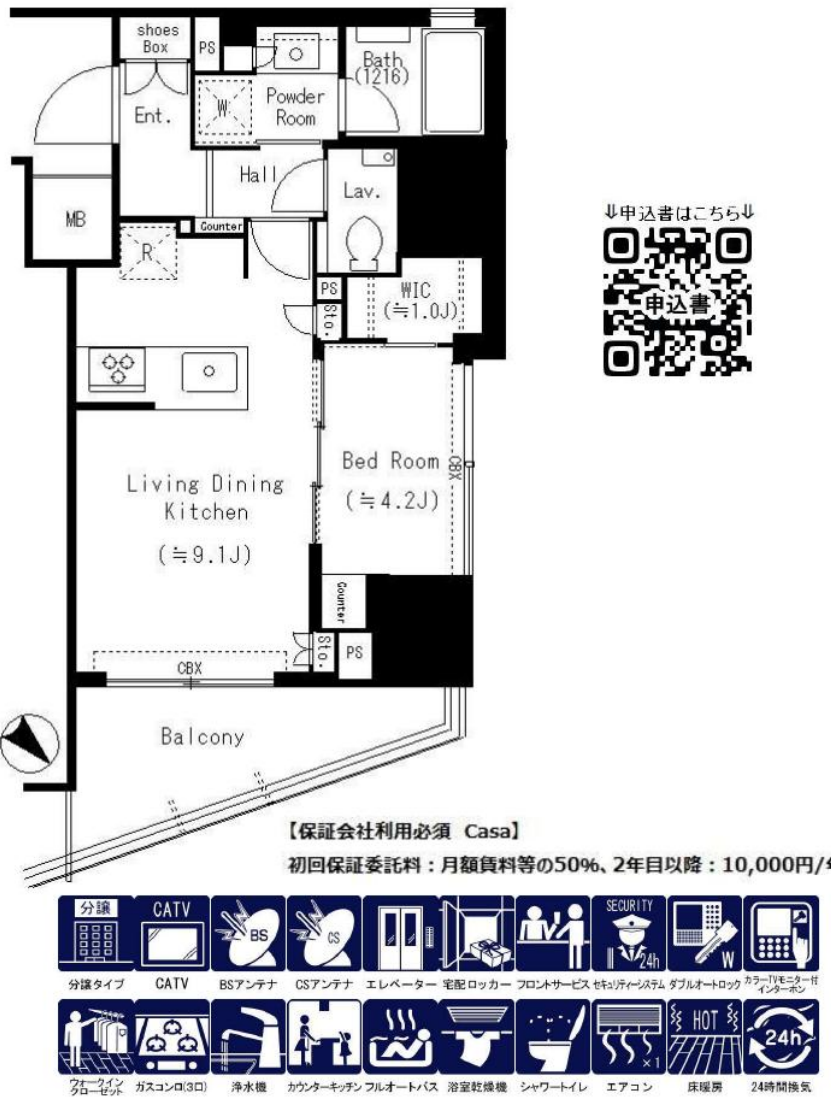 shoes
Box
PS
Bath
(1216)
W
Powder
Room
Ent.
Hall
Lav.
MB
Counter
R
PS
WIC
(≒1.0J)
Sto.
↓申込書はこちら↓
申込書
Bed Room
(≒4.2J)
CBX
Living Dining
Kitchen
(≒9.1J)
Counter
Sto.
PS
CBX
Balcony
【保証会社利用必須 Casa】
初回保証委託料：月額賃料等の50%、2年目以降：10,000円/年
分譲
CATV
BS
CS
SECURITY
24h
W
分譲タイプ
CATV
BSアンテナ
CSアンテナ
エレベーター
宅配ロッカー
フロントサービス
セキュリティーシステム
ダブルオートロック
カラーTVモニター付
インターホン
×1
HOT
24h
ウォークイン
クローゼット
ガスコンロ(3口)
浄水機
カウンターキッチン
フルオートバス
浴室乾燥機
シャワートイレ
エアコン
床暖房
24時間換気